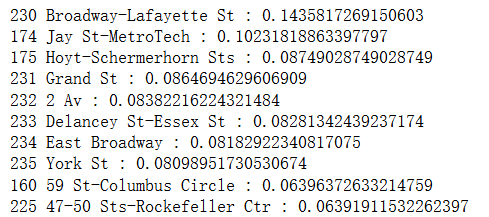 230 Broadway-Lafayette St : 0.1435817269150603
174 Jay St-MetroTech : 0.10231818863397797
175 Hoyt-Schermerhorn Sts : 0.08749028749028749
231 Grand St : 0.0864694629606909
232 2 Av : 0.08382216224321484
233 Delancey St-Essex St : 0.08281342439237174
234 East Broadway : 0.08182922340817075
235 York St : 0.08098951730530674
160 59 St-Columbus Circle : 0.06396372633214759
225 47-50 Sts-Rockefeller Ctr : 0.06391911532262397